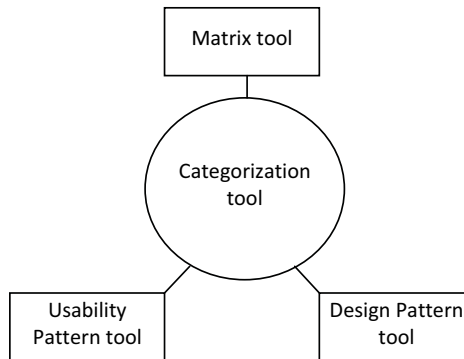 Matrix tool
Categorization
tool
Usability
Pattern tool
Design Pattern
tool